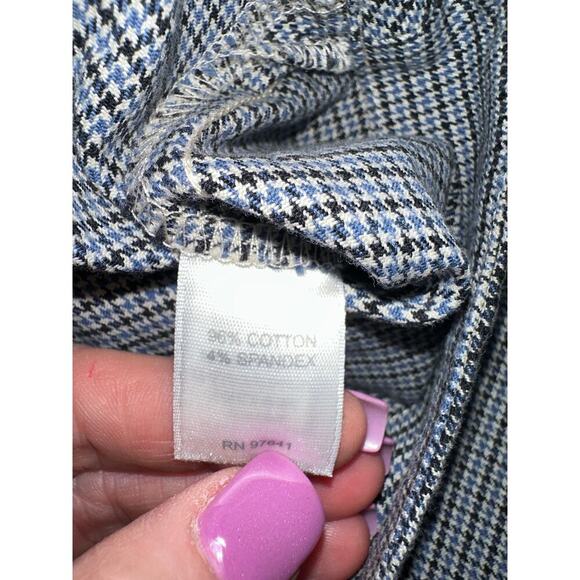 96% COTTON
4% SPANDEX
RN 97641